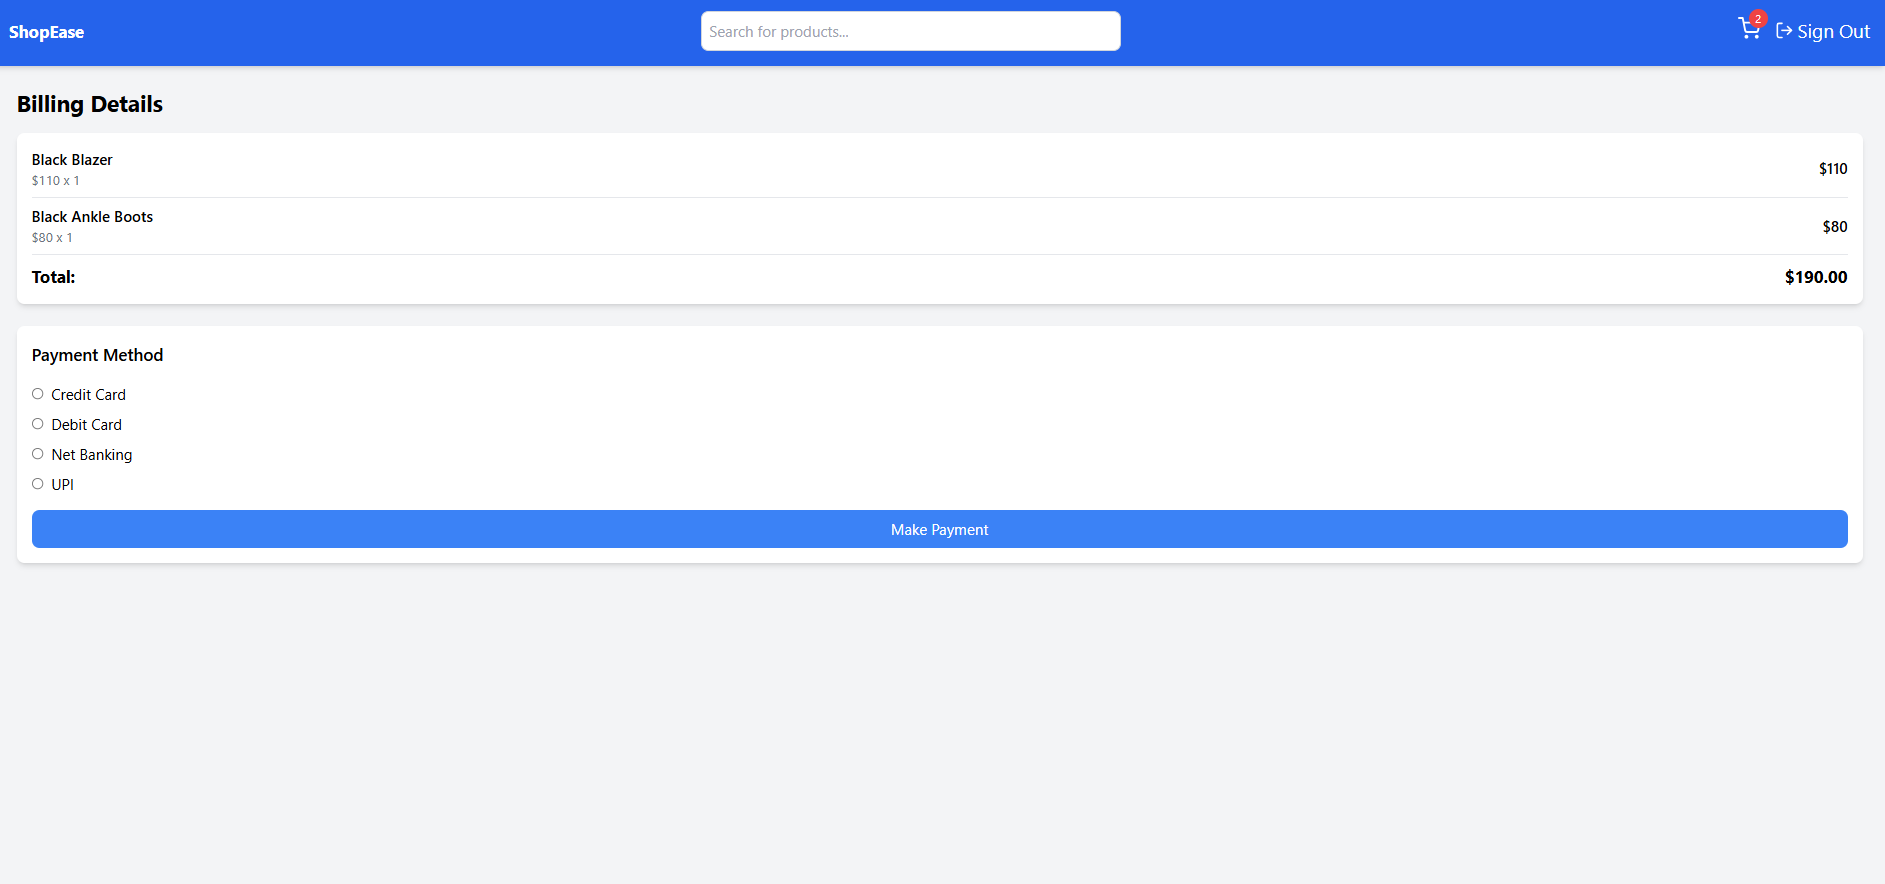 ShopEase
Search for products...
2
Sign Out
Billing Details
Black Blazer
$110 x 1
$110
Black Ankle Boots
$80 x 1
$80
Total:
$190.00
Payment Method
Credit Card
Debit Card
Net Banking
UPI
Make Payment